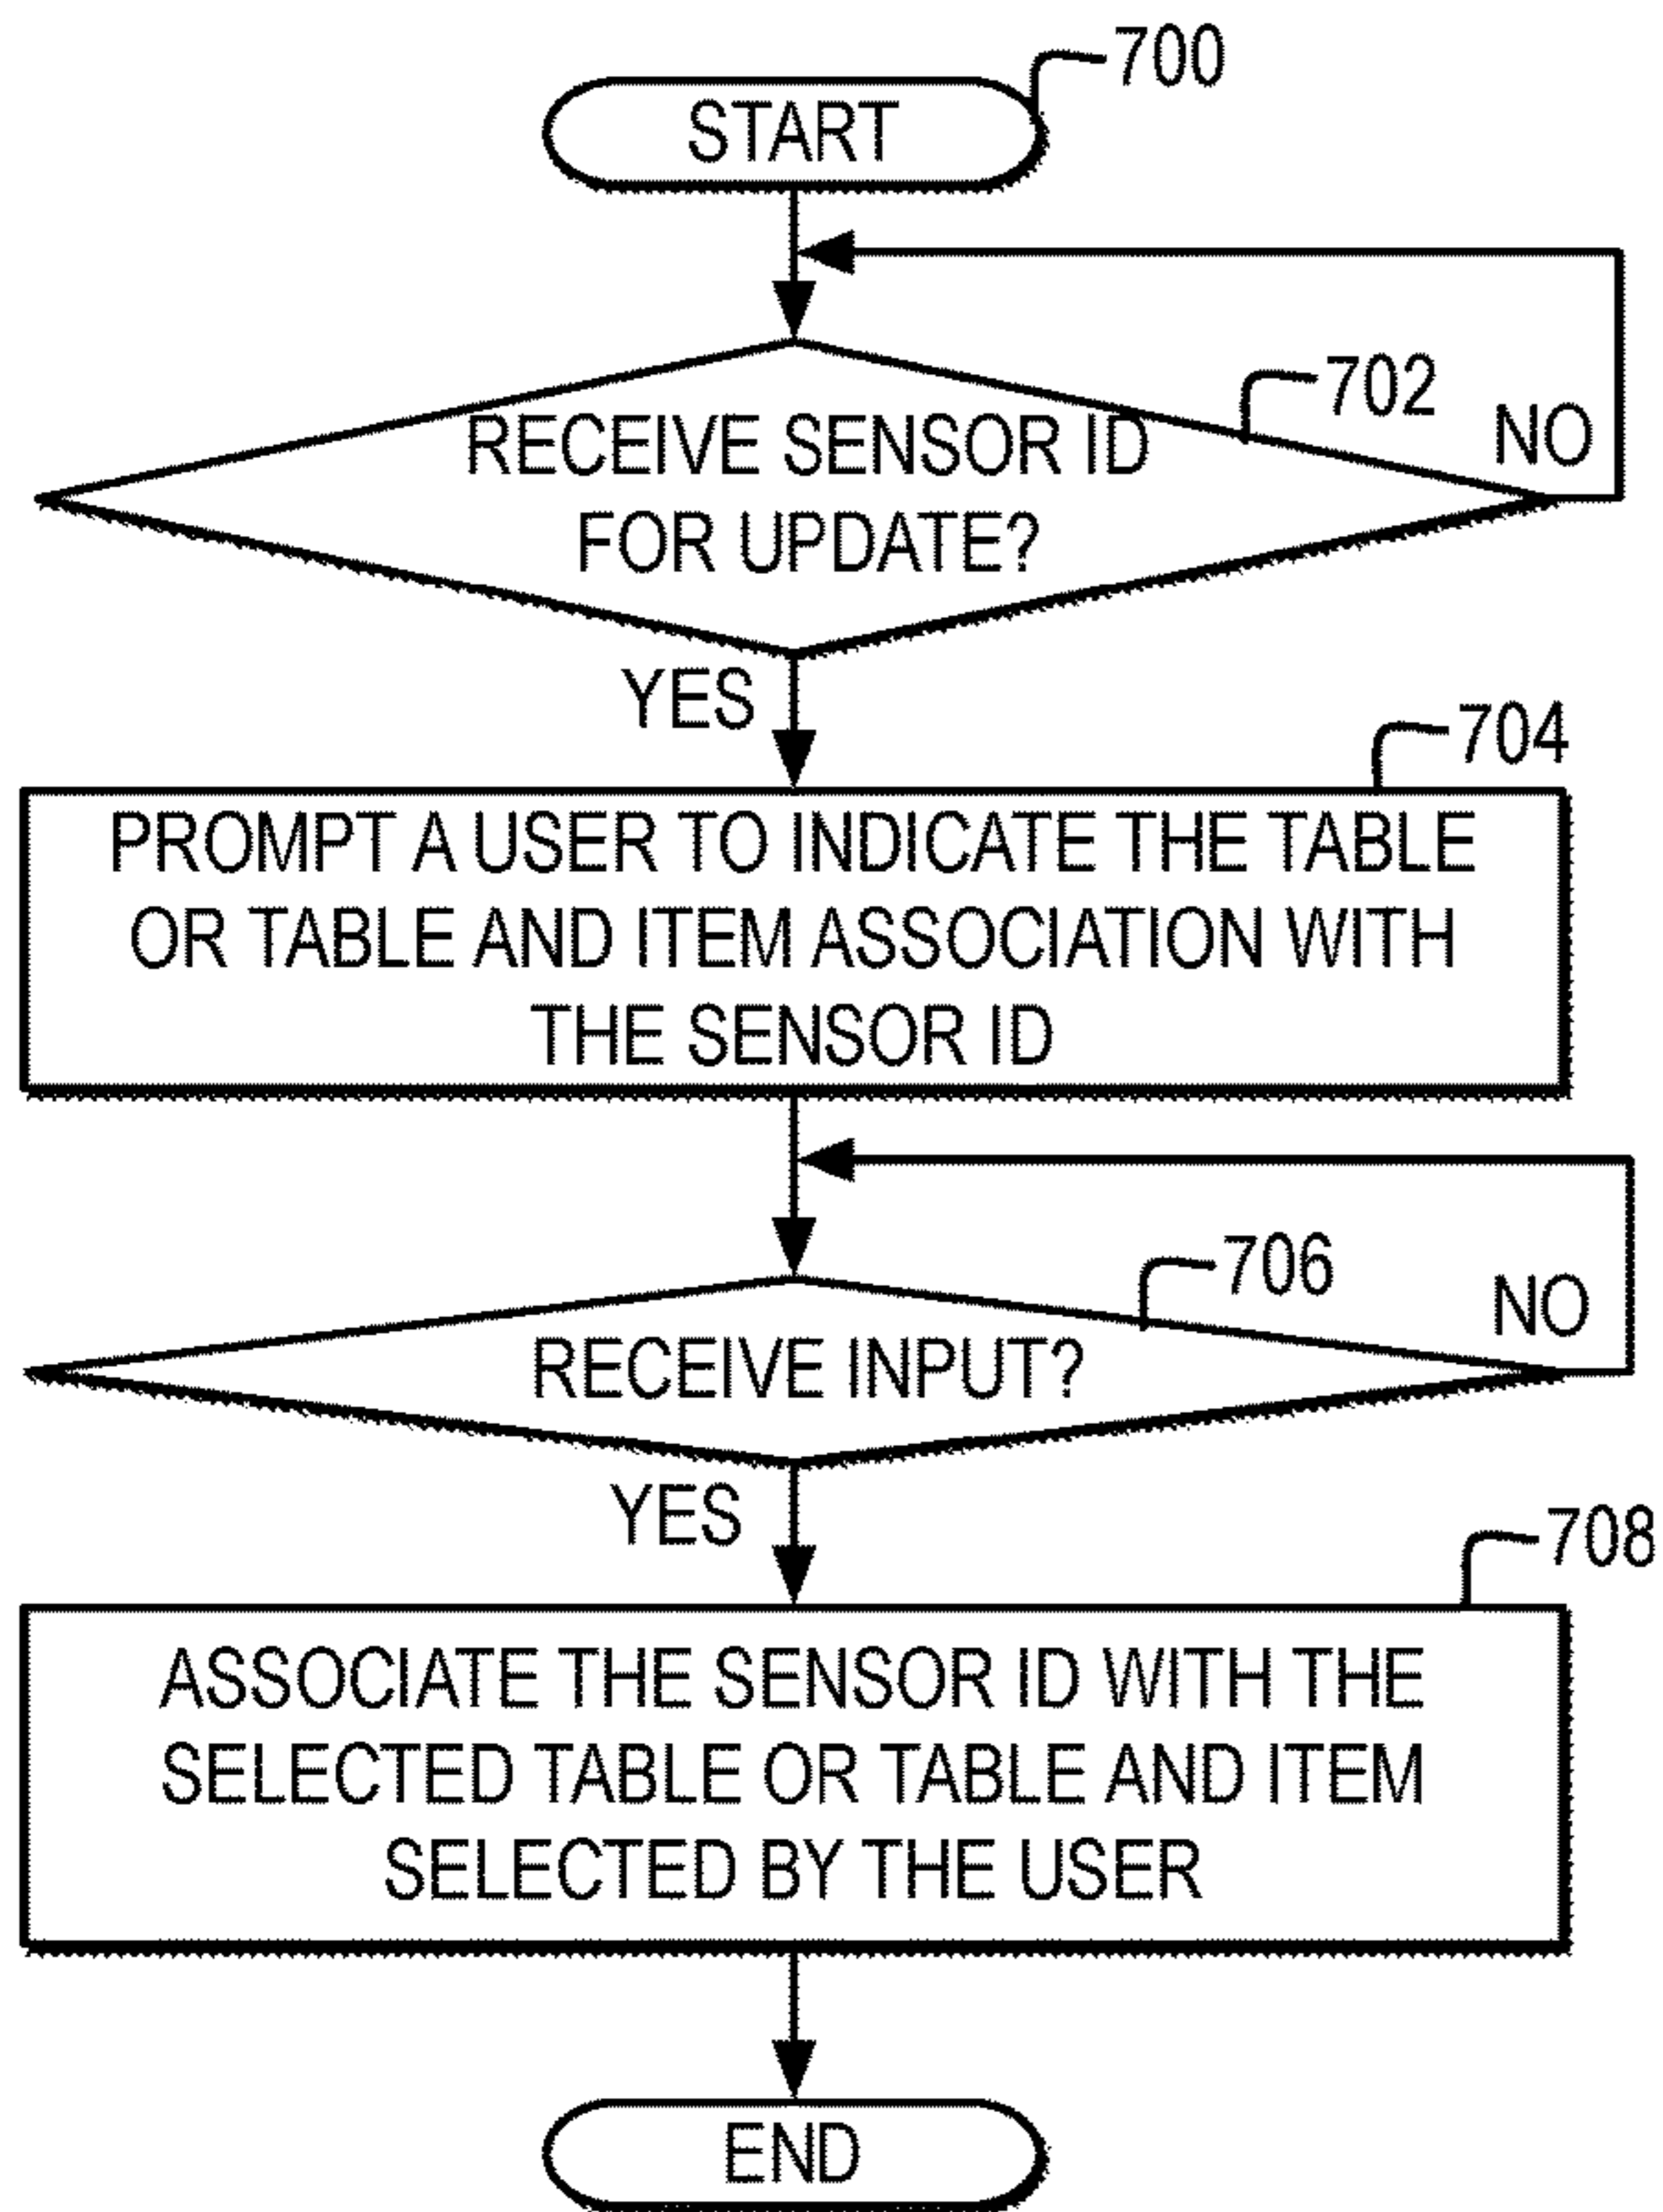 700
START
702
RECEIVE SENSOR ID
NO
FOR UPDATE?
YES
704
PROMPT A USER TO INDICATE THE TABLE
OR TABLE AND ITEM ASSOCIATION WITH
THE SENSOR ID
706
NO
RECEIVE INPUT?
YES
708
ASSOCIATE THE SENSOR ID WITH THE
SELECTED TABLE OR TABLE AND ITEM
SELECTED BY THE USER
END